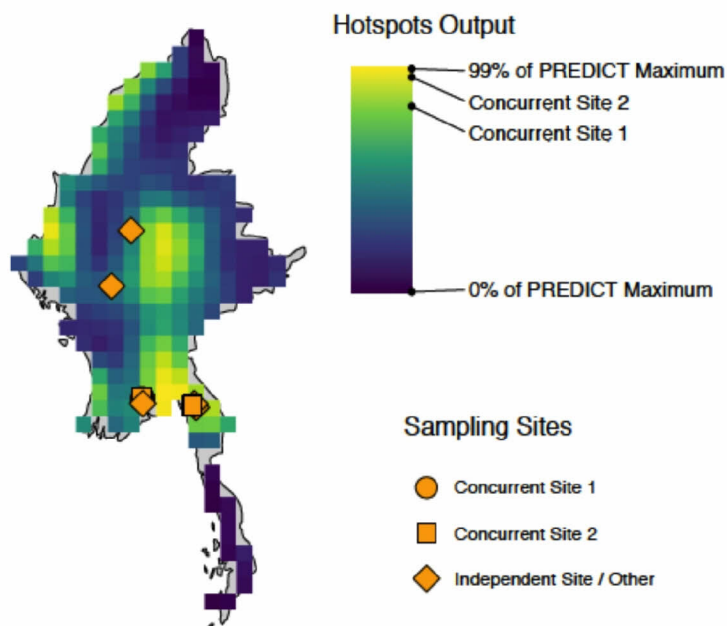 Hotspots Output
99% of PREDICT Maximum
Concurrent Site 2
Concurrent Site 1
0% of PREDICT Maximum
Sampling Sites
Concurrent Site 1
Concurrent Site 2
Independent Site / Other